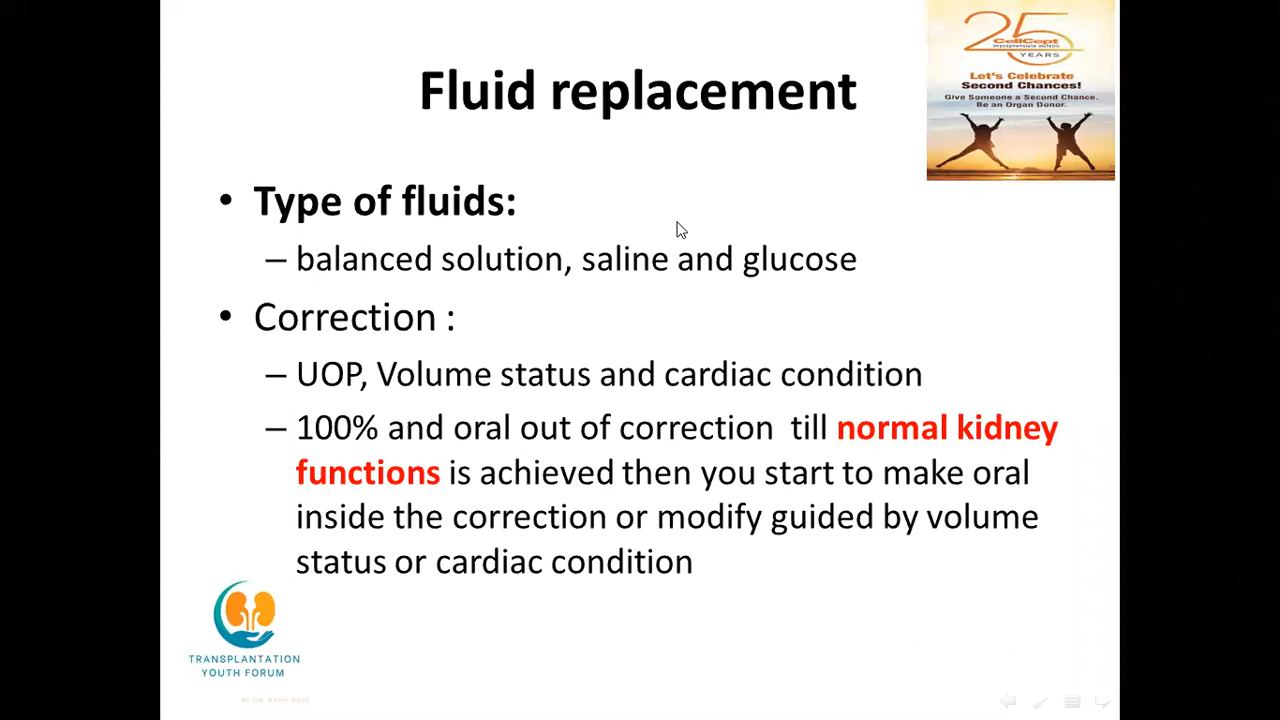 Fluid replacement
25
CellCept
(mycophenolate mofetil)
YEARS
Let's Celebrate
Second Chances!
Give Someone a Second Chance.
Be an Organ Donor.
• Type of fluids:
– balanced solution, saline and glucose
• Correction :
– UOP, Volume status and cardiac condition
– 100% and oral out of correction till normal kidney
functions is achieved then you start to make oral
inside the correction or modify guided by volume
status or cardiac condition
TRANSPLANTATION
YOUTH FORUM